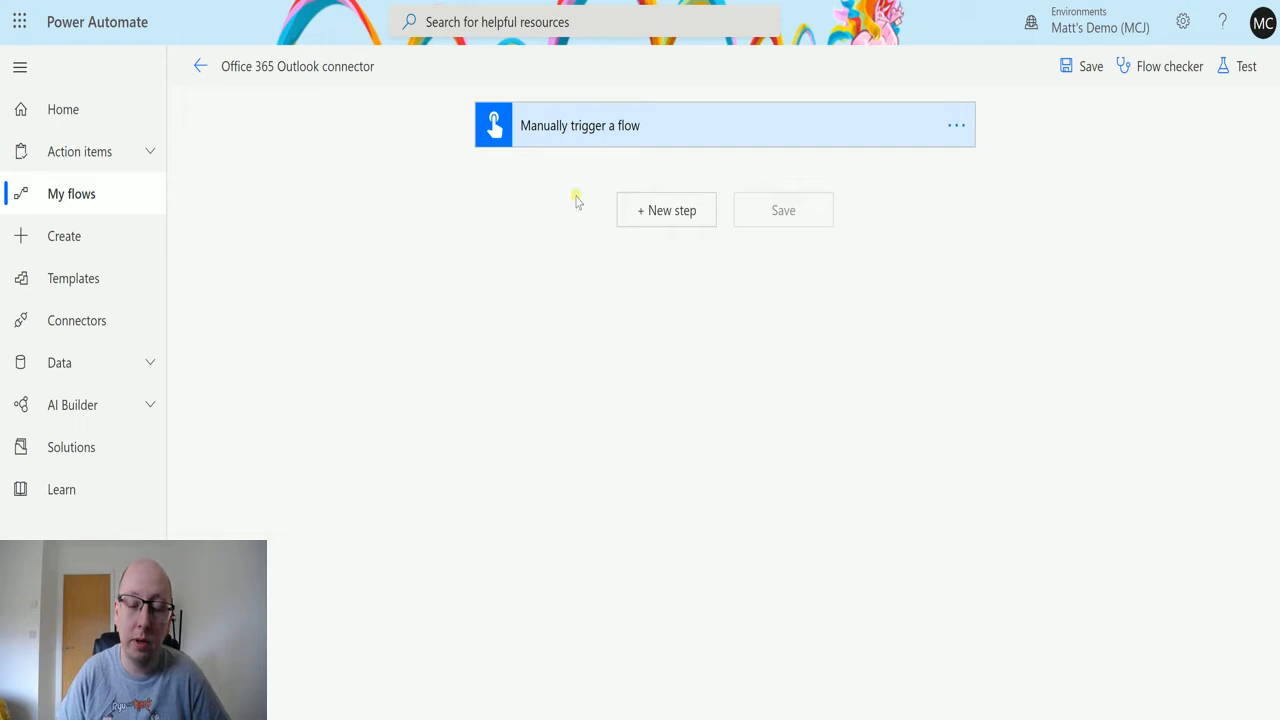 Power Automate
Search for helpful resources
Environments
Matt's Demo (MCJ)
MC
Office 365 Outlook connector
Save
Flow checker
Test
Home
Action items
My flows
Create
Templates
Connectors
Data
AI Builder
Solutions
Learn
Manually trigger a flow
+ New step
Save